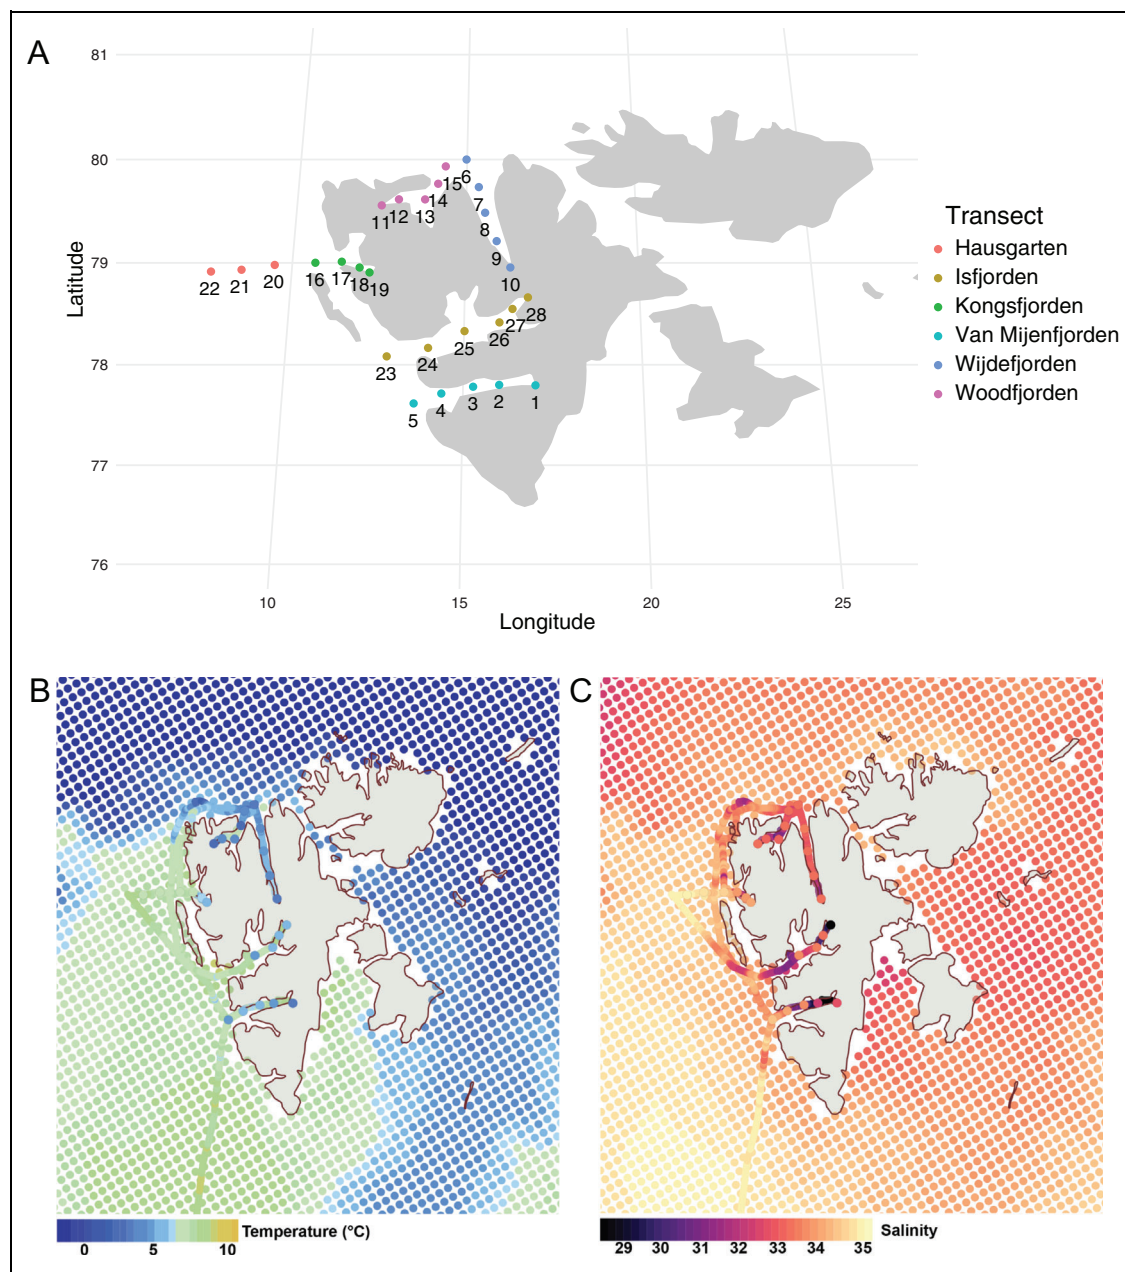 A
81
80
79
78
77
76
Latitude
6
15
7
14
11 12 13
8
9
22 21 20 16 17 18 19
10
28
27
26
25
24
23
1
2
3
4
5
10 15 20 25
Longitude
Transect
Hausgarten
Isfjorden
Kongsfjorden
Van Mijenfjorden
Wijdefjorden
Woodfjorden
B
0 5 10
Temperature (°C)
C
29 30 31 32 33 34 35
Salinity